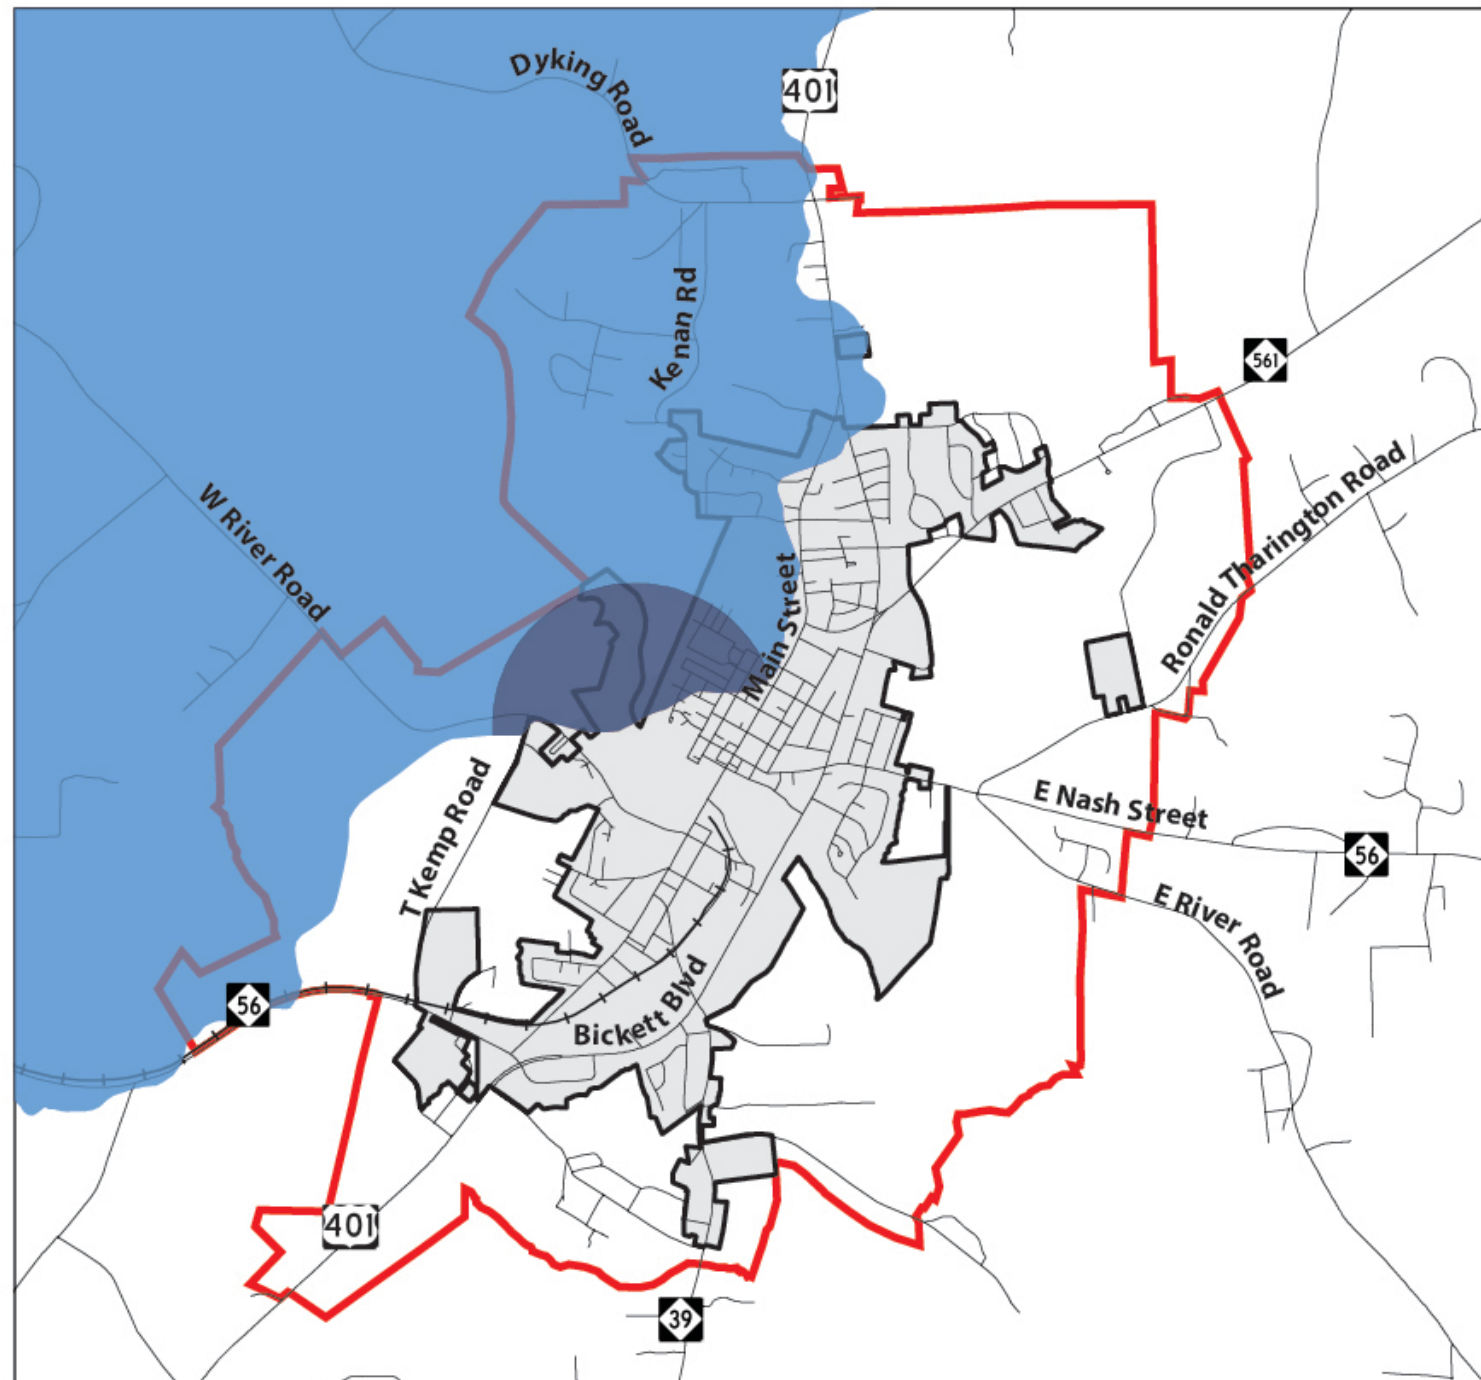 Dyking Road
401
Kenan Rd
561
Ronald Tharington Road
W River Road
Main Street
E Nash Street
T Kemp Road
56
E River Road
56
Bickett Blvd
401
39